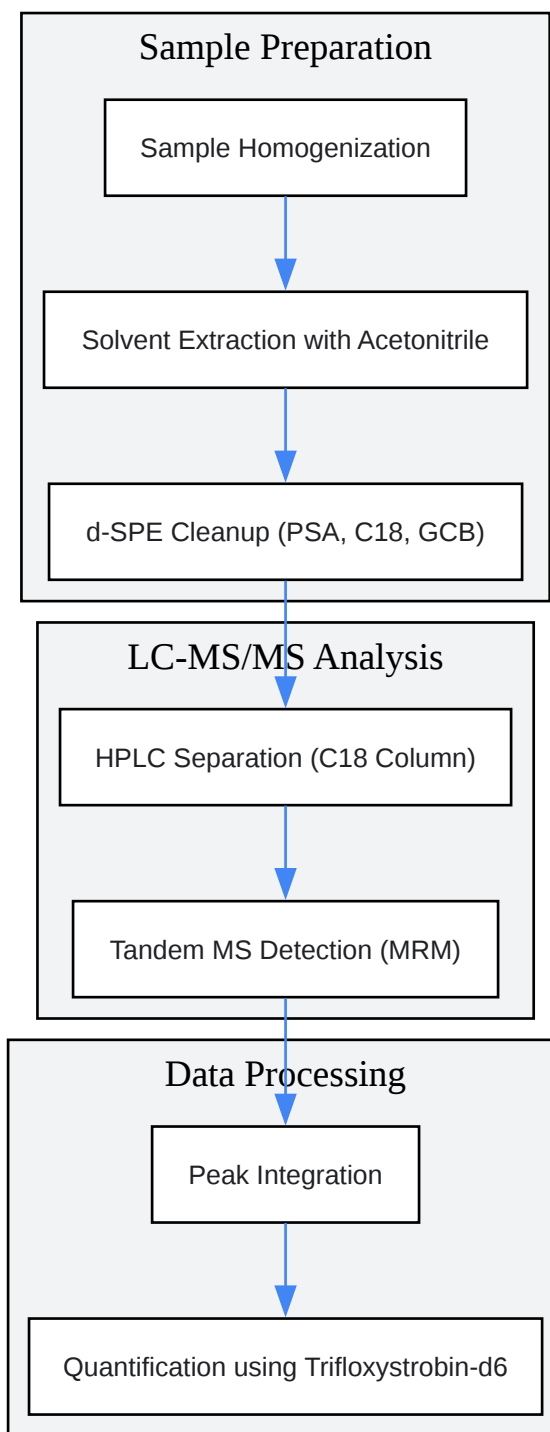 Sample Preparation
Sample Homogenization
Solvent Extraction with Acetonitrile
d-SPE Cleanup (PSA, C18, GCB)
LC-MS/MS Analysis
HPLC Separation (C18 Column)
Tandem MS Detection (MRM)
Data Processing
Peak Integration
Quantification using Trifloxystrobin-d6